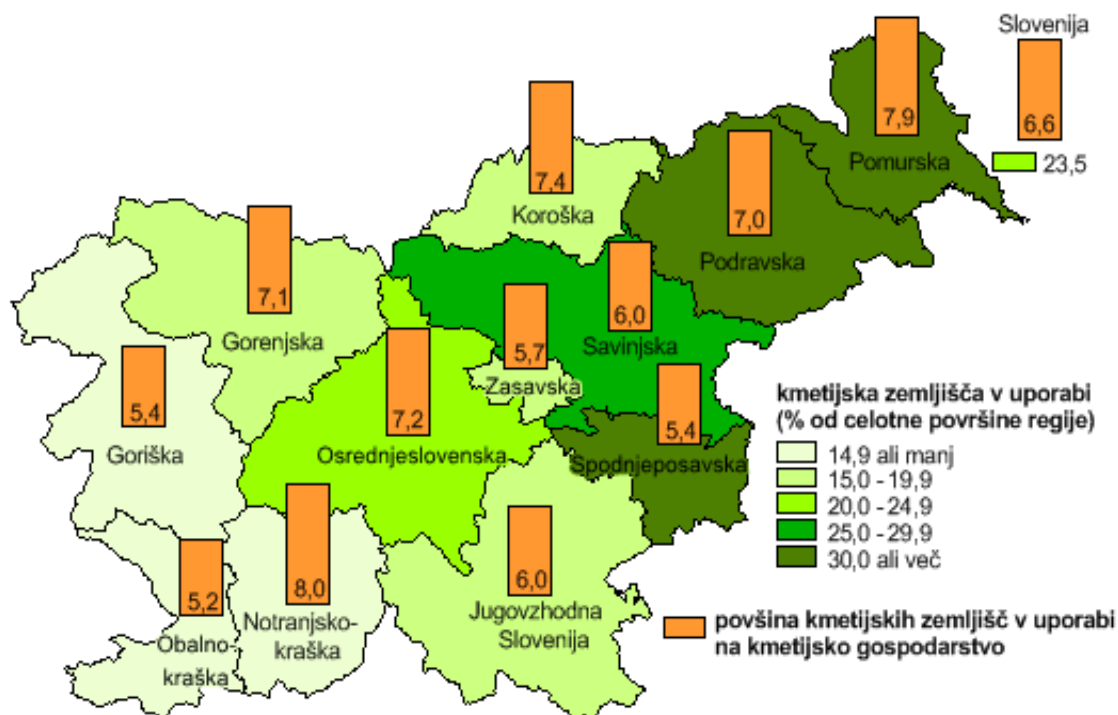 Slovenija
6,6
23,5
7,9
Pomurska
7,4
Koroška
7,0
Podravska
7,1
Gorenjska
6,0
Savinjska
5,7
Zasavska
5,4
Goriška
7,2
Osrednjeslovenska
5,4
Spodnjeposavska
5,2
Obalno-
kraška
8,0
Notranjsko-
kraška
6,0
Jugovzhodna
Slovenija
kmetijska zemljišča v uporabi
(% od celotne površine regije)
14,9 ali manj
15,0 - 19,9
20,0 - 24,9
25,0 - 29,9
30,0 ali več
povšina kmetijskih zemljišč v uporabi
na kmetijsko gospodarstvo